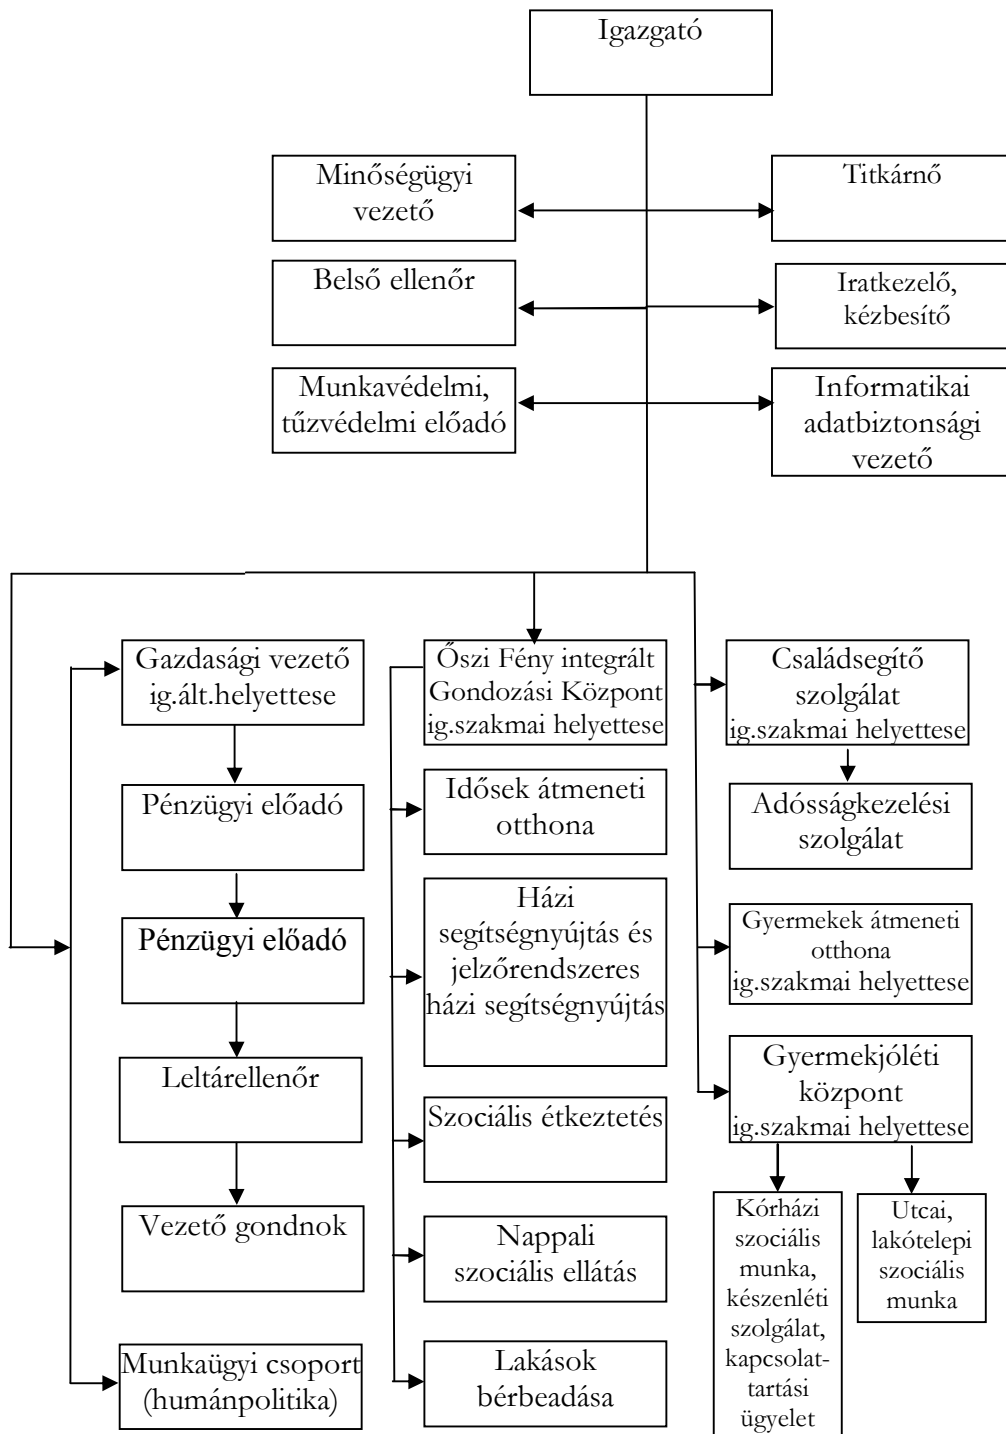 Igazgató
Minőségügyi
vezető
Titkárnő
Belső ellenőr
Iratkezelő,
kézbesítő
Munkavédelmi,
tűzvédelmi előadó
Informatikai
adatbiztonsági
vezető
Gazdasági vezető
ig.ált.helyettese
Pénzügyi előadó
Pénzügyi előadó
Leltárellenőr
Vezető gondnok
Munkaügyi csoport
(humánpolitika)
Őszi Fény integrált
Gondozási Központ
ig.szakmai helyettese
Idősek átmeneti
otthona
Házi
segítségnyújtás és
jelzőrendszeres
házi segítségnyújtás
Szociális étkeztetés
Nappali
szociális ellátás
Lakások
bérbeadása
Családsegítő
szolgálat
ig.szakmai helyettese
Adósságkezelési
szolgálat
Gyermekek átmeneti
otthona
ig.szakmai helyettese
Gyermekjóléti
központ
ig.szakmai helyettese
Kórházi
szociális
munka,
készenléti
szolgálat,
kapcsolat-
tartási
ügyelet
Utcai,
lakótelepi
szociális
munka